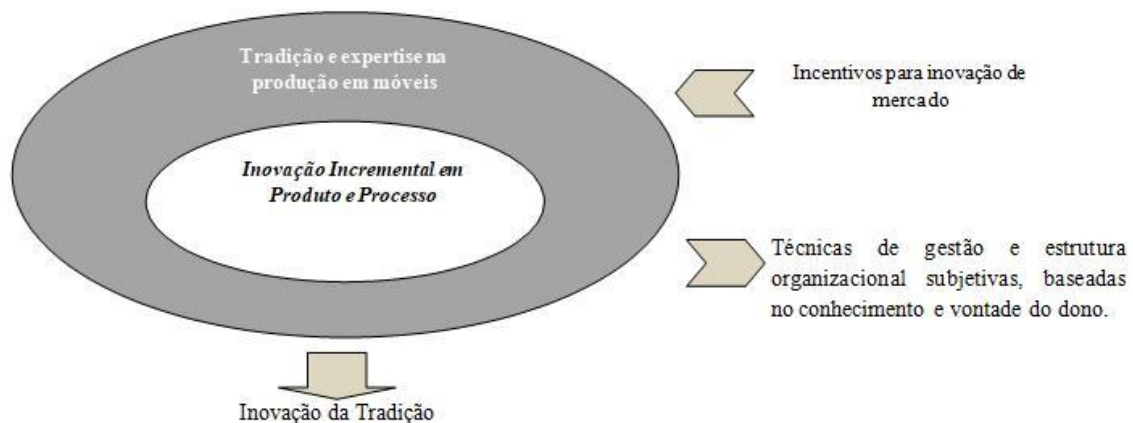 Tradição e expertise na
produção em móveis
Inovação Incremental em
Produto e Processo
Incentivos para inovação de
mercado
Técnicas de gestão e estrutura
organizacional subjetivas, baseadas
no conhecimento e vontade do dono.
Inovação da Tradição